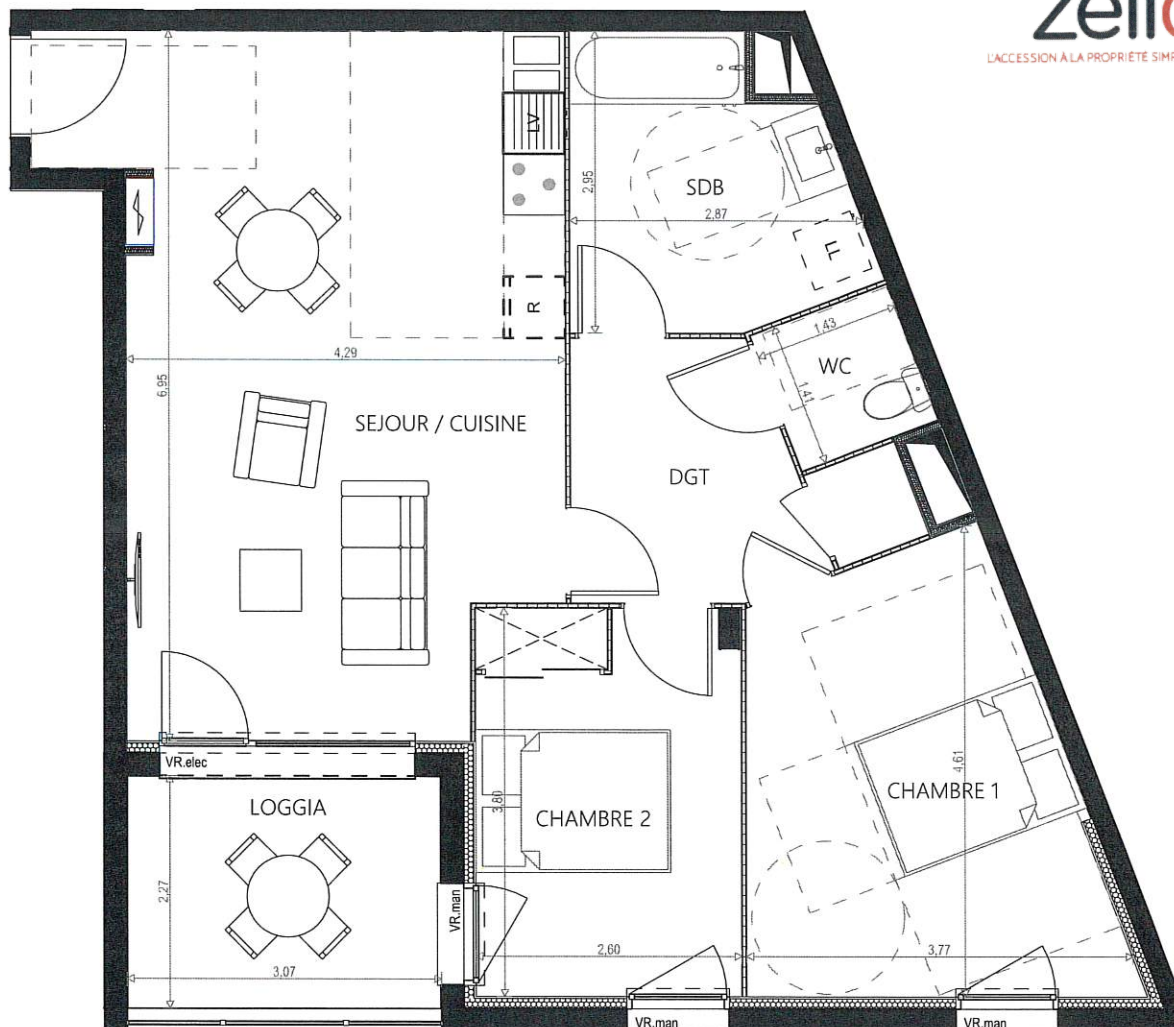 L'ACCESSION À LA PROPRIÉTÉ
LV
2,95
SDB
2,87
R
4,29
1,43
WC
1,41
6,95
SEJOUR / CUISINE
DGT
VR.elec
LOGGIA
3,80
CHAMBRE 2
4,61
CHAMBRE 1
2,27
VR.man
3,07
2,60
3,77
VR.man
VR.man